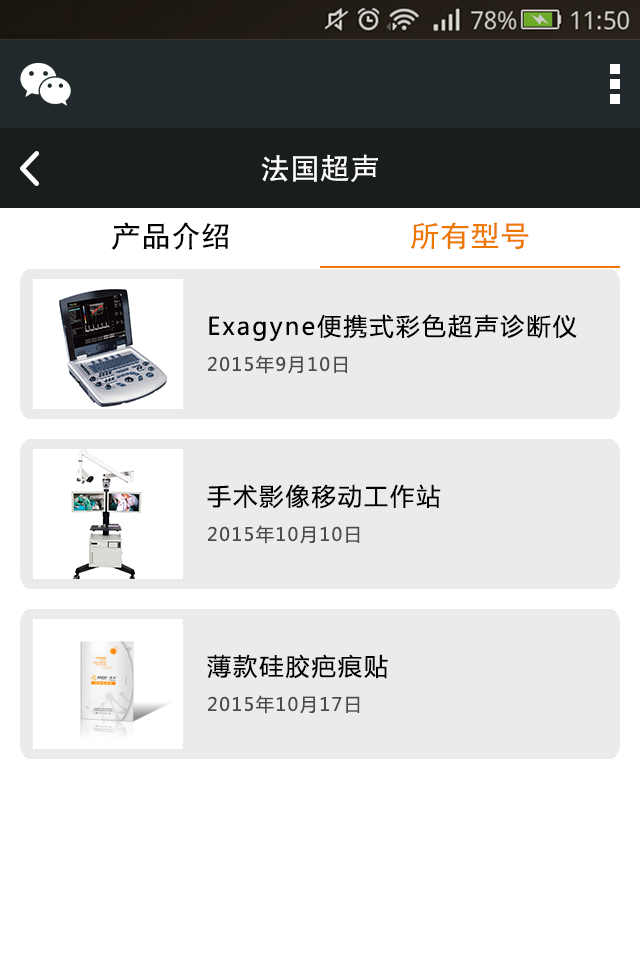 78% 11:50
法国超声
产品介绍 所有型号
Exagyne便携式彩色超声诊断仪
2015年9月10日
手术影像移动工作站
2015年10月10日
薄款硅胶疤痕贴
2015年10月17日